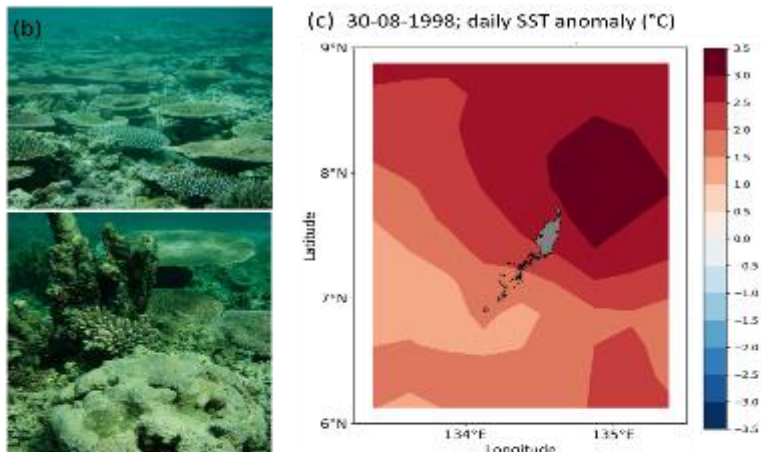 (b)
(c) 30-08-1998; daily SST anomaly (°C)
9°N
8°N
7°N
6°N
Latitude
134°E
135°E
Longitude
3.5
3.0
2.5
2.0
1.5
1.0
0.5
0.0
−0.5
−1.0
−1.5
−2.0
−2.5
−3.0
−3.5